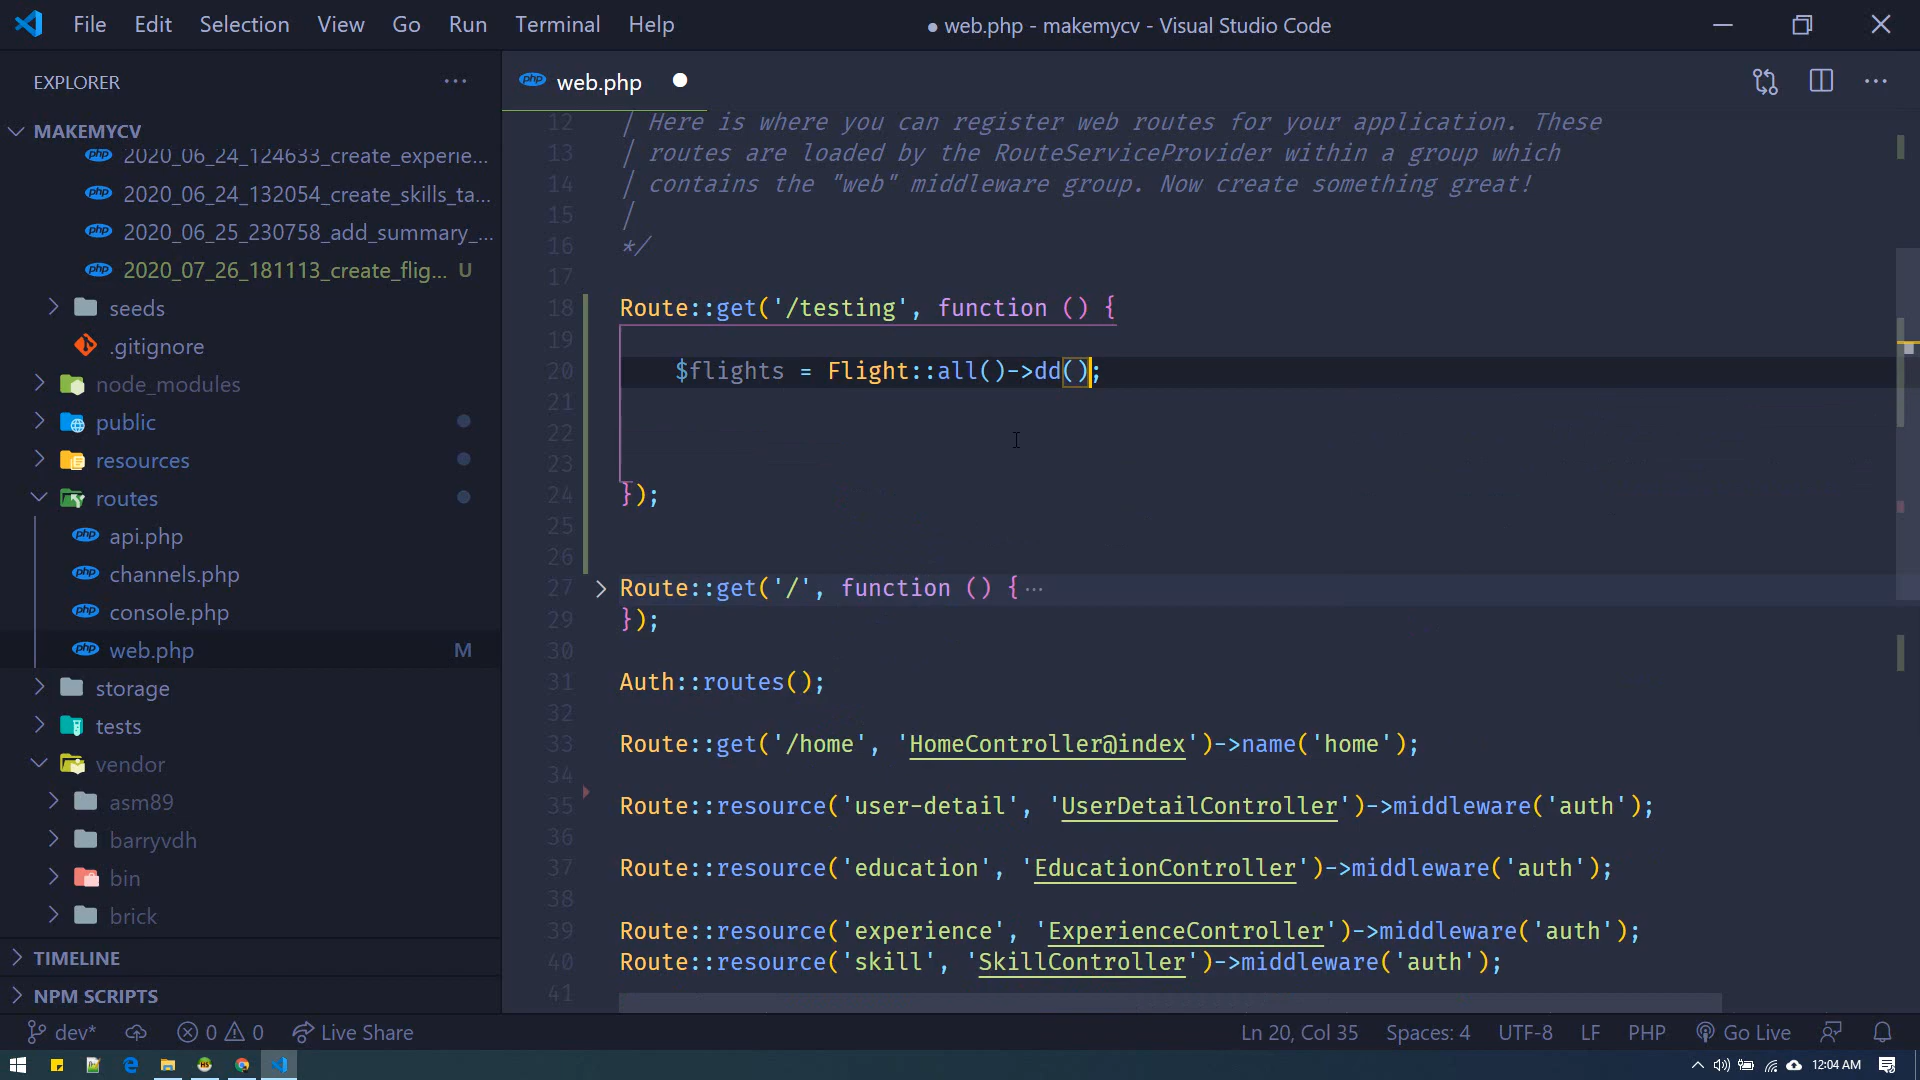 File Edit Selection View Go Run Terminal Help
● web.php - makemycv - Visual Studio Code
EXPLORER
MAKEMYCV
2020_06_24_124633_create_experie...
2020_06_24_132054_create_skills_ta...
2020_06_25_230758_add_summary_...
2020_07_26_181113_create_flig... U
seeds
.gitignore
node_modules
public
resources
routes
api.php
channels.php
console.php
web.php M
storage
tests
vendor
asm89
barryvdh
bin
brick
TIMELINE
NPM SCRIPTS
php web.php
12 | Here is where you can register web routes for your application. These
13 | routes are loaded by the RouteServiceProvider within a group which
14 | contains the "web" middleware group. Now create something great!
15 |
16 */
17
18 Route::get('/testing', function () {
19
20 $flights = Flight::all()->dd();
21
22
23
24 });
25
26
27 Route::get('/', function () { ...
29 });
30
31 Auth::routes();
32
33 Route::get('/home', 'HomeController@index')->name('home');
34
35 Route::resource('user-detail', 'UserDetailController')->middleware('auth');
36
37 Route::resource('education', 'EducationController')->middleware('auth');
38
39 Route::resource('experience', 'ExperienceController')->middleware('auth');
40 Route::resource('skill', 'SkillController')->middleware('auth');
41
dev* 0 0 Live Share
Ln 20, Col 35 Spaces: 4 UTF-8 LF PHP Go Live
12:04 AM